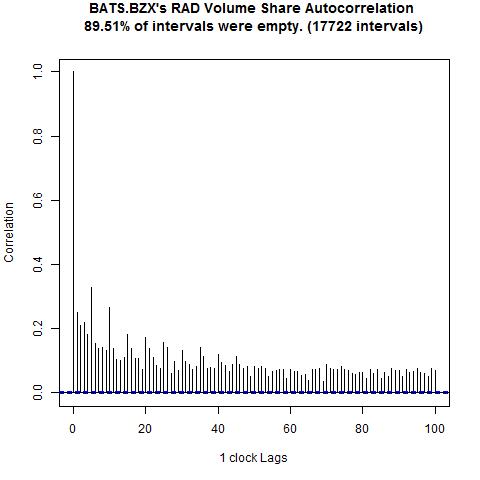 BATS.BZX's RAD Volume Share Autocorrelation
89.51% of intervals were empty. (17722 intervals)
1.0
0.8
0.6
0.4
0.2
0.0
Correlation
0 20 40 60 80 100
1 clock Lags